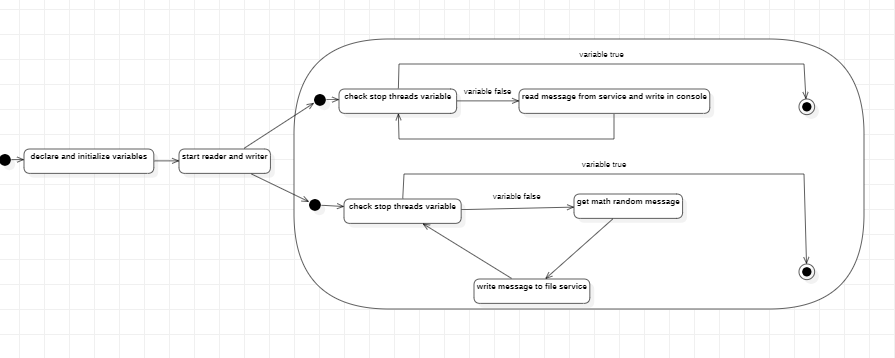 variable true
check stop threads variable
variable false
read message from service and write in console
declare and initialize variables
start reader and writer
variable true
check stop threads variable
variable false
get math random message
write message to file service